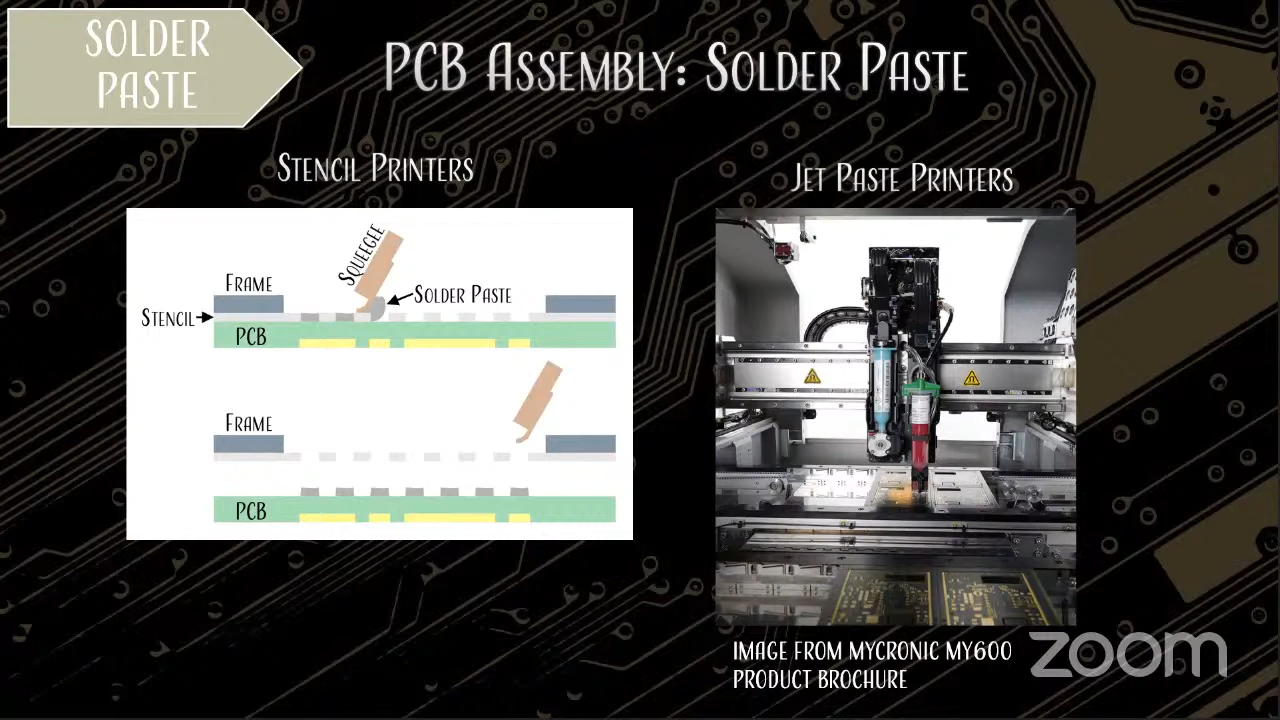 SOLDER
PASTE
PCB ASSEMBLY: SOLDER PASTE
STENCIL PRINTERS
JET PASTE PRINTERS
SQUEEGEE
FRAME
SOLDER PASTE
STENCIL
PCB
FRAME
PCB
IMAGE FROM MYCRONIC MY600
PRODUCT BROCHURE
zoom